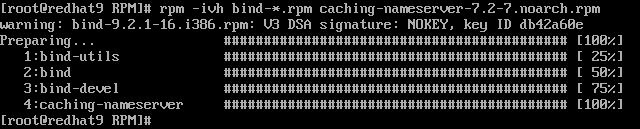 [root@redhat9 RPM]# rpm -ivh bind-*.rpm caching-nameserver-7.2-7.noarch.rpm
warning: bind-9.2.1-16.i386.rpm: V3 DSA signature: NOKEY, key ID db42a60e
Preparing... ########################################### [100%]
1:bind-utils ########################################### [ 25%]
2:bind ########################################### [ 50%]
3:bind-devel ########################################### [ 75%]
4:caching-nameserver ########################################### [100%]
[root@redhat9 RPM]#